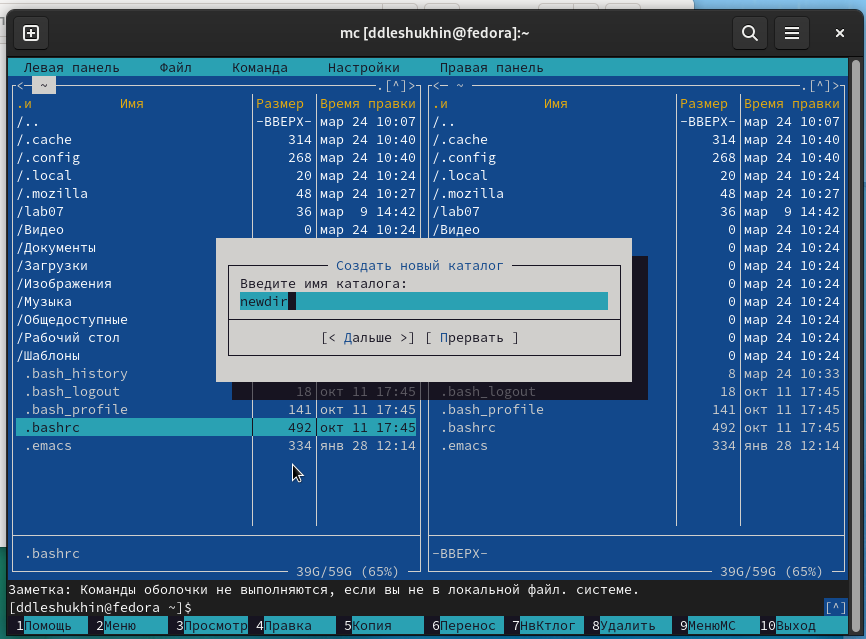 mc [ddleshukhin@fedora]:~
Левая панель Файл Команда Настройки Правая панель
<— ~ .[^]> <— ~ .[^]>
.и Имя Размер Время правки .и Имя Размер Время правки
/.. -ВВЕРХ- мар 24 10:07 /.. -ВВЕРХ- мар 24 10:07
/.cache 314 мар 24 10:40 /.cache 314 мар 24 10:40
/.config 268 мар 24 10:40 /.config 268 мар 24 10:40
/.local 20 мар 24 10:24 /.local 20 мар 24 10:24
/.mozilla 48 мар 24 10:27 /.mozilla 48 мар 24 10:27
/lab07 36 мар 9 14:42 /lab07 36 мар 9 14:42
/Видео 0 мар 24 10:24 /Видео 0 мар 24 10:24
/Документы 0 мар 24 10:24
/Загрузки Создать новый каталог 0 мар 24 10:24
/Изображения Введите имя каталога: 0 мар 24 10:24
/Музыка newdir 0 мар 24 10:24
/Общедоступные 0 мар 24 10:24
/Рабочий стол [< Дальше >] [ Прервать ] 0 мар 24 10:24
/Шаблоны 0 мар 24 10:24
.bash_history 8 мар 24 10:33
.bash_logout 18 окт 11 17:45 .bash_logout 18 окт 11 17:45
.bash_profile 141 окт 11 17:45 .bash_profile 141 окт 11 17:45
.bashrc 492 окт 11 17:45 .bashrc 492 окт 11 17:45
.emacs 334 янв 28 12:14 .emacs 334 янв 28 12:14
.bashrc -ВВЕРХ-
39G/59G (65%) 39G/59G (65%)
Заметка: Команды оболочки не выполняются, если вы не в локальной файл. системе.
[ddleshukhin@fedora ~]$ [^]
1Помощь 2Меню 3Просмотр 4Правка 5Копия 6Перенос 7НвКтлог 8Удалить 9МенюМС 10Выход